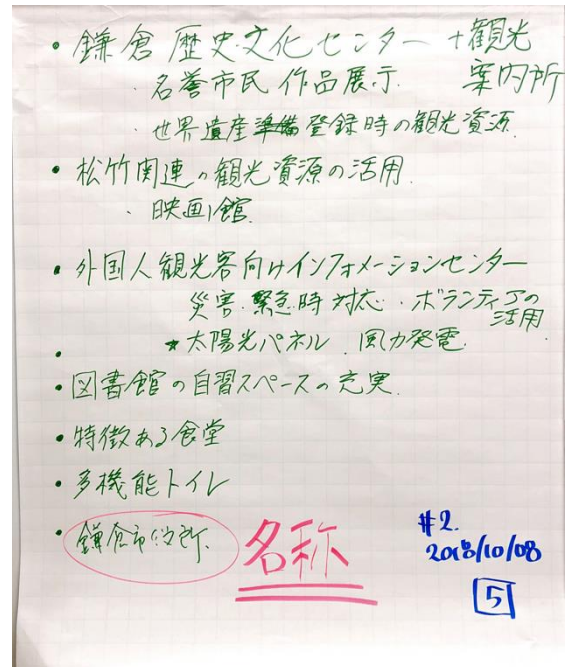 ・鎌倉歴史文化センター＋観光
案内所
・名誉市民作品展示
・世界遺産準備登録時の観光資源
・松竹関連の観光資源の活用
・映画館
・外国人観光客向けインフォメーションセンター
災害・緊急時対応・ボランティアの
活用
・
★太陽光パネル 風力発電
・図書館の自習スペースの充実
・特徴ある食堂
・多機能トイレ
・鎌倉市役所
名称
#2.
2018/10/08
5